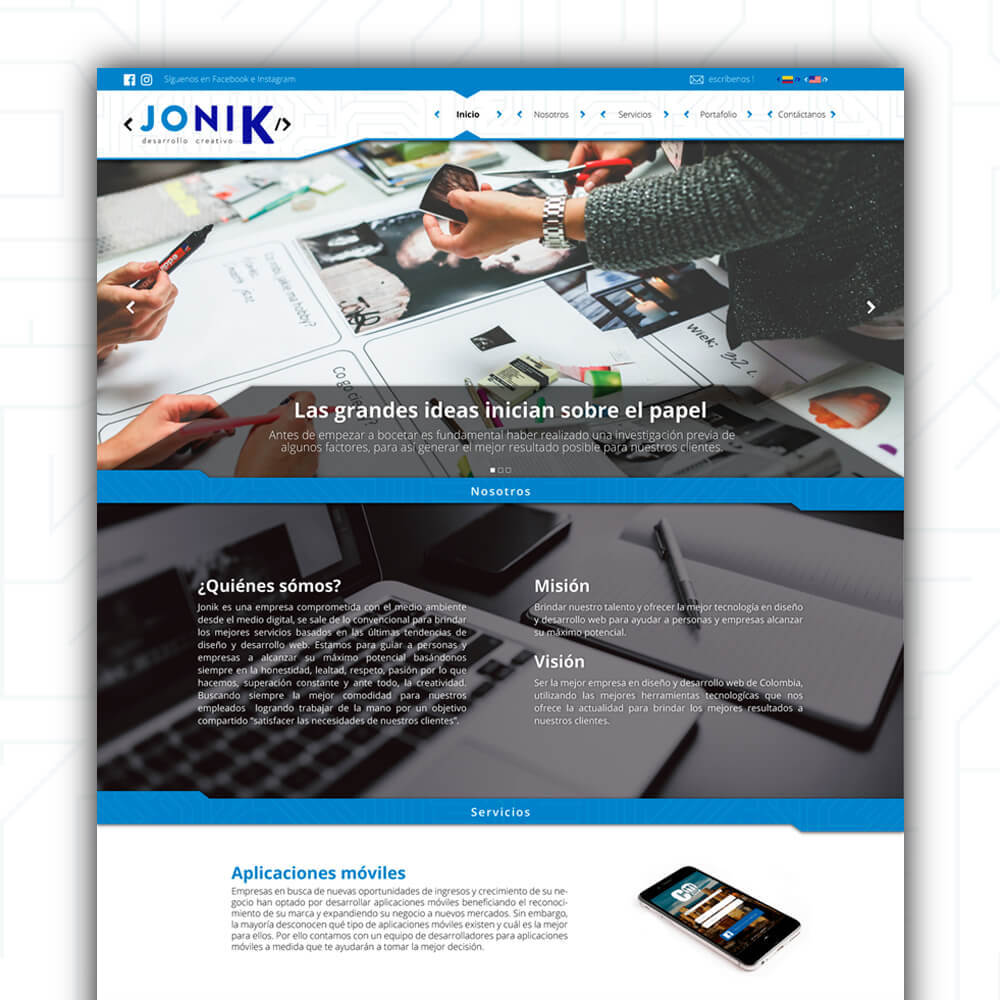 Síguenos en Facebook e Instagram
escríbenos !
< JONIK />
desarrollo creativo
Inicio
Nosotros
Servicios
Portafolio
Contáctanos
edding
Wiek: 32 l.
Las grandes ideas inician sobre el papel
Antes de empezar a bocetar es fundamental haber realizado una investigación previa de
algunos factores, para así generar el mejor resultado posible para nuestros clientes.
Nosotros
¿Quiénes sómos?
Jonik es una empresa comprometida con el medio ambiente
desde el medio digital, se sale de lo convencional para brindar
los mejores servicios basados en las últimas tendencias de
diseño y desarrollo web. Estamos para guiar a personas y
empresas a alcanzar su máximo potencial basándonos
siempre en la honestidad, lealtad, respeto, pasión por lo que
hacemos, superación constante y ante todo, la creatividad.
Buscando siempre la mejor comodidad para nuestros
empleados logrando trabajar de la mano por un objetivo
compartido “satisfacer las necesidades de nuestros clientes”.
Misión
Brindar nuestro talento y ofrecer la mejor tecnología en diseño
y desarrollo web para ayudar a personas y empresas alcanzar
su máximo potencial.
Visión
Ser la mejor empresa en diseño y desarrollo web de Colombia,
utilizando las mejores herramientas tecnologícas que nos
ofrece la actualidad para brindar los mejores resultados a
nuestros clientes.
Servicios
Aplicaciones móviles
Empresas en busca de nuevas oportunidades de ingresos y crecimiento de su ne-
gocio han optado por desarrollar aplicaciones móviles beneficiando el reconoci-
miento de su marca y expandiendo su negocio a nuevos mercados. Sin embargo,
la mayoría desconocen qué tipo de aplicaciones móviles existen y cuál es la mejor
para ellos. Por ello contamos con un equipo de desarrolladores para aplicaciones
móviles a medida que te ayudarán a tomar la mejor decisión.